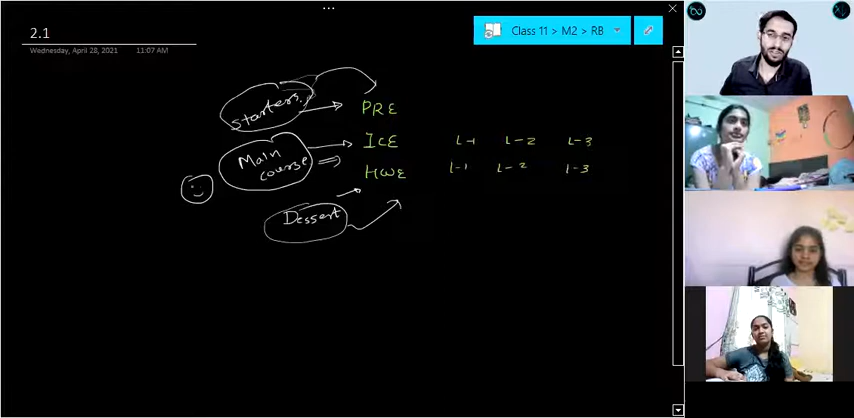 2.1
Wednesday, April 28, 2021 11:07 AM
Class 11 > M2 > RB
Starters.
PRE
Main course
ICE L-1 L-2 L-3
HWE L-1 L-2 L-3
Dessert